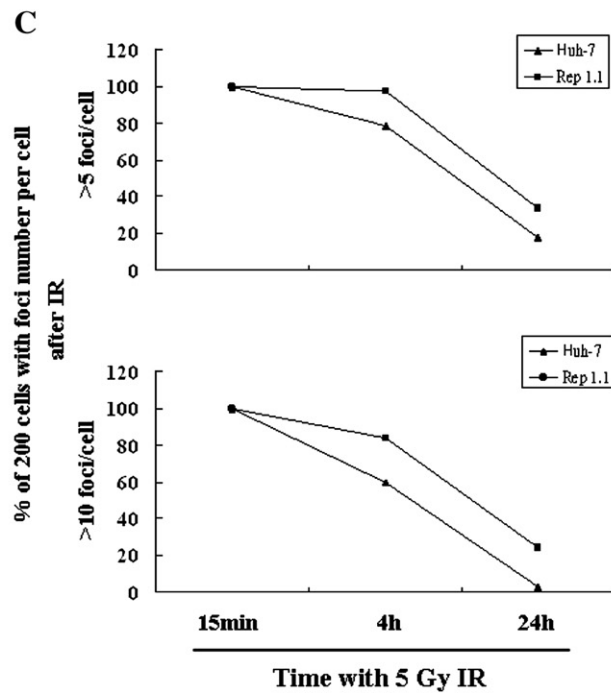 C
% of 200 cells with foci number per cell
after IR
>5 foci/cell
120
100
80
60
40
20
0
Huh-7
Rep 1.1
>10 foci/cell
120
100
80
60
40
20
0
Huh-7
Rep 1.1
15min 4h 24h
Time with 5 Gy IR